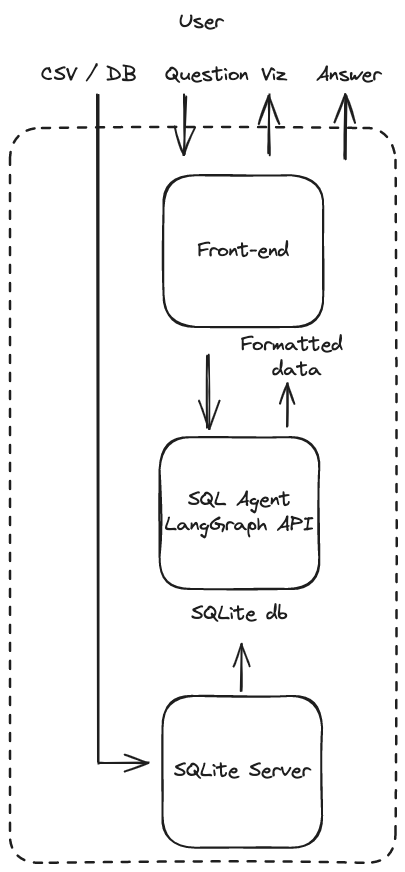 User
CSV / DB Question Viz Answer
Front-end
Formatted
data
SQL Agent
LangGraph API
SQLite db
SQLite Server